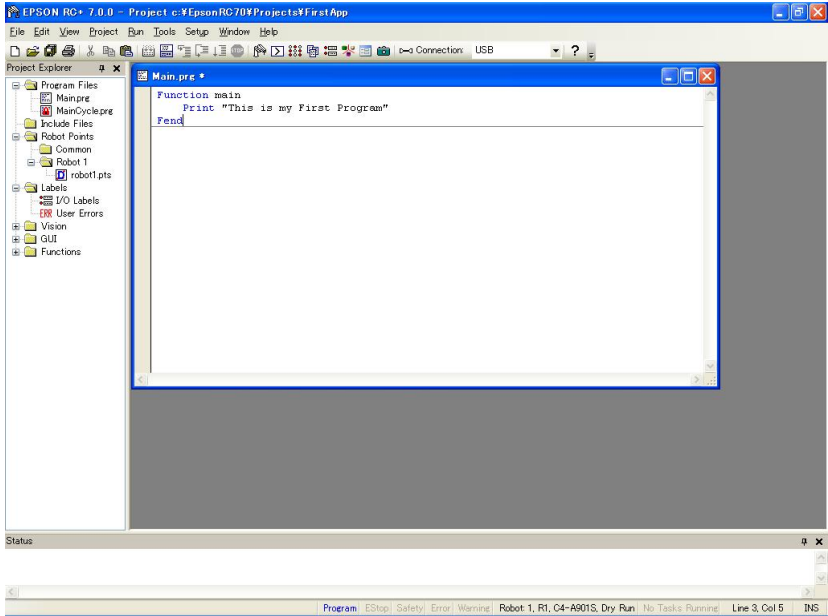 EPSON RC+ 7.0.0 - Project c:¥EpsonRC70¥Projects¥FirstApp
File Edit View Project Run Tools Setup Window Help
Connection: USB
Project Explorer
Program Files
Main.prg
MainCycle.prg
Include Files
Robot Points
Common
Robot 1
robot1.pts
Labels
I/O Labels
ERR User Errors
Vision
GUI
Functions
Main.prg *
Function main
Print "This is my First Program"
Fend
Status
Program EStop Safety Error Warning Robot: 1, R1, C4-A901S, Dry Run No Tasks Running Line 3, Col 5 INS